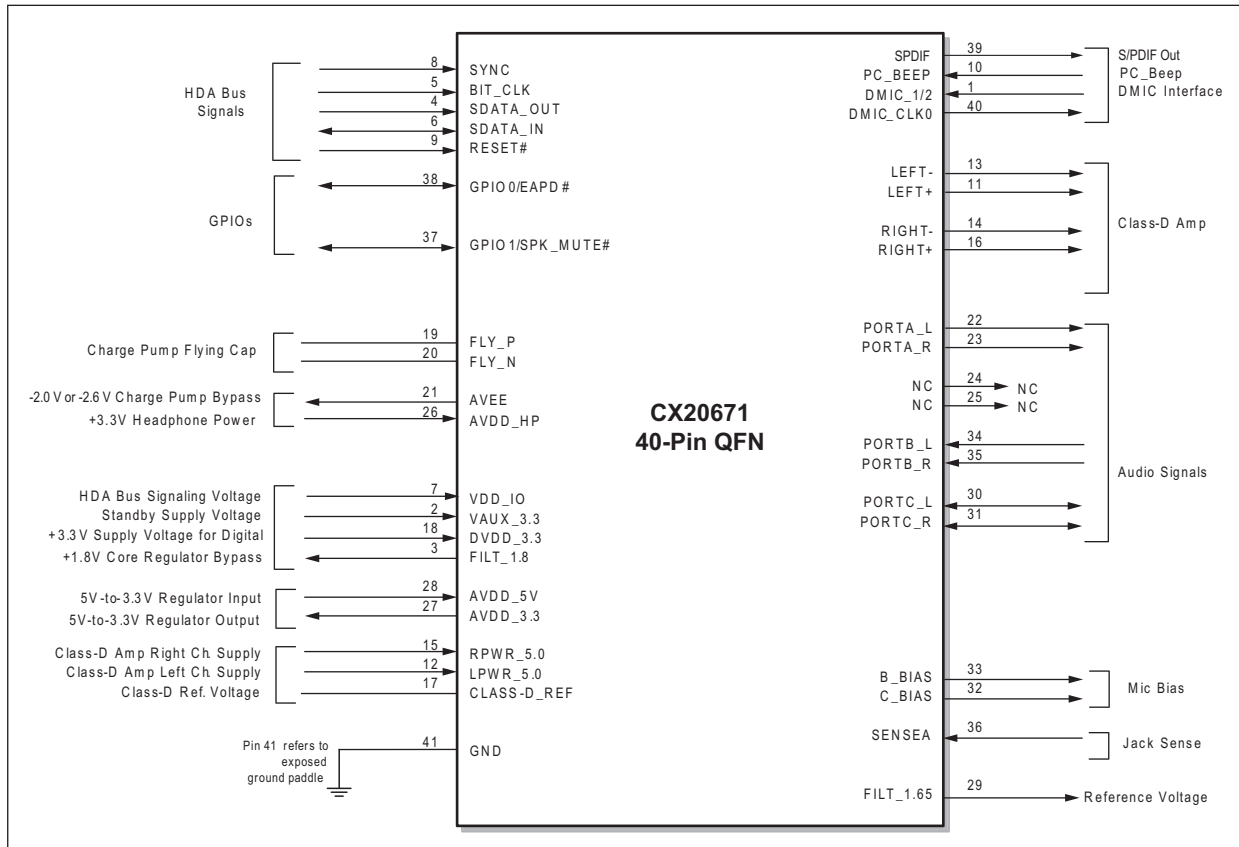 HDA Bus
Signals
8 SYNC
5 BIT_CLK
4 SDATA_OUT
6 SDATA_IN
9 RESET#
GPIOs
38 GPIO0/EAPD#
37 GPIO1/SPK_MUTE#
Charge Pump Flying Cap
19 FLY_P
20 FLY_N
-2.0 V or -2.6 V Charge Pump Bypass 21 AVEE
+3.3V Headphone Power 26 AVDD_HP
HDA Bus Signaling Voltage 7 VDD_IO
Standby Supply Voltage 2 VAUX_3.3
+3.3V Supply Voltage for Digital 18 DVDD_3.3
+1.8V Core Regulator Bypass 3 FILT_1.8
5V-to-3.3V Regulator Input 28 AVDD_5V
5V-to-3.3V Regulator Output 27 AVDD_3.3
Class-D Amp Right Ch. Supply 15 RPWR_5.0
Class-D Amp Left Ch. Supply 12 LPWR_5.0
Class-D Ref. Voltage 17 CLASS-D_REF
Pin 41 refers to
exposed
ground paddle
41 GND
CX20671
40-Pin QFN
SPDIF 39 S/PDIF Out
PC_BEEP 10 PC_Beep
DMIC_1/2 1 DMIC Interface
DMIC_CLK0 40
LEFT- 13
LEFT+ 11
RIGHT- 14
RIGHT+ 16
Class-D Amp
PORTA_L 22
PORTA_R 23
NC 24 NC
NC 25 NC
PORTB_L 34
PORTB_R 35
PORTC_L 30
PORTC_R 31
Audio Signals
B_BIAS 33
C_BIAS 32
Mic Bias
SENSEA 36
Jack Sense
FILT_1.65 29 Reference Voltage